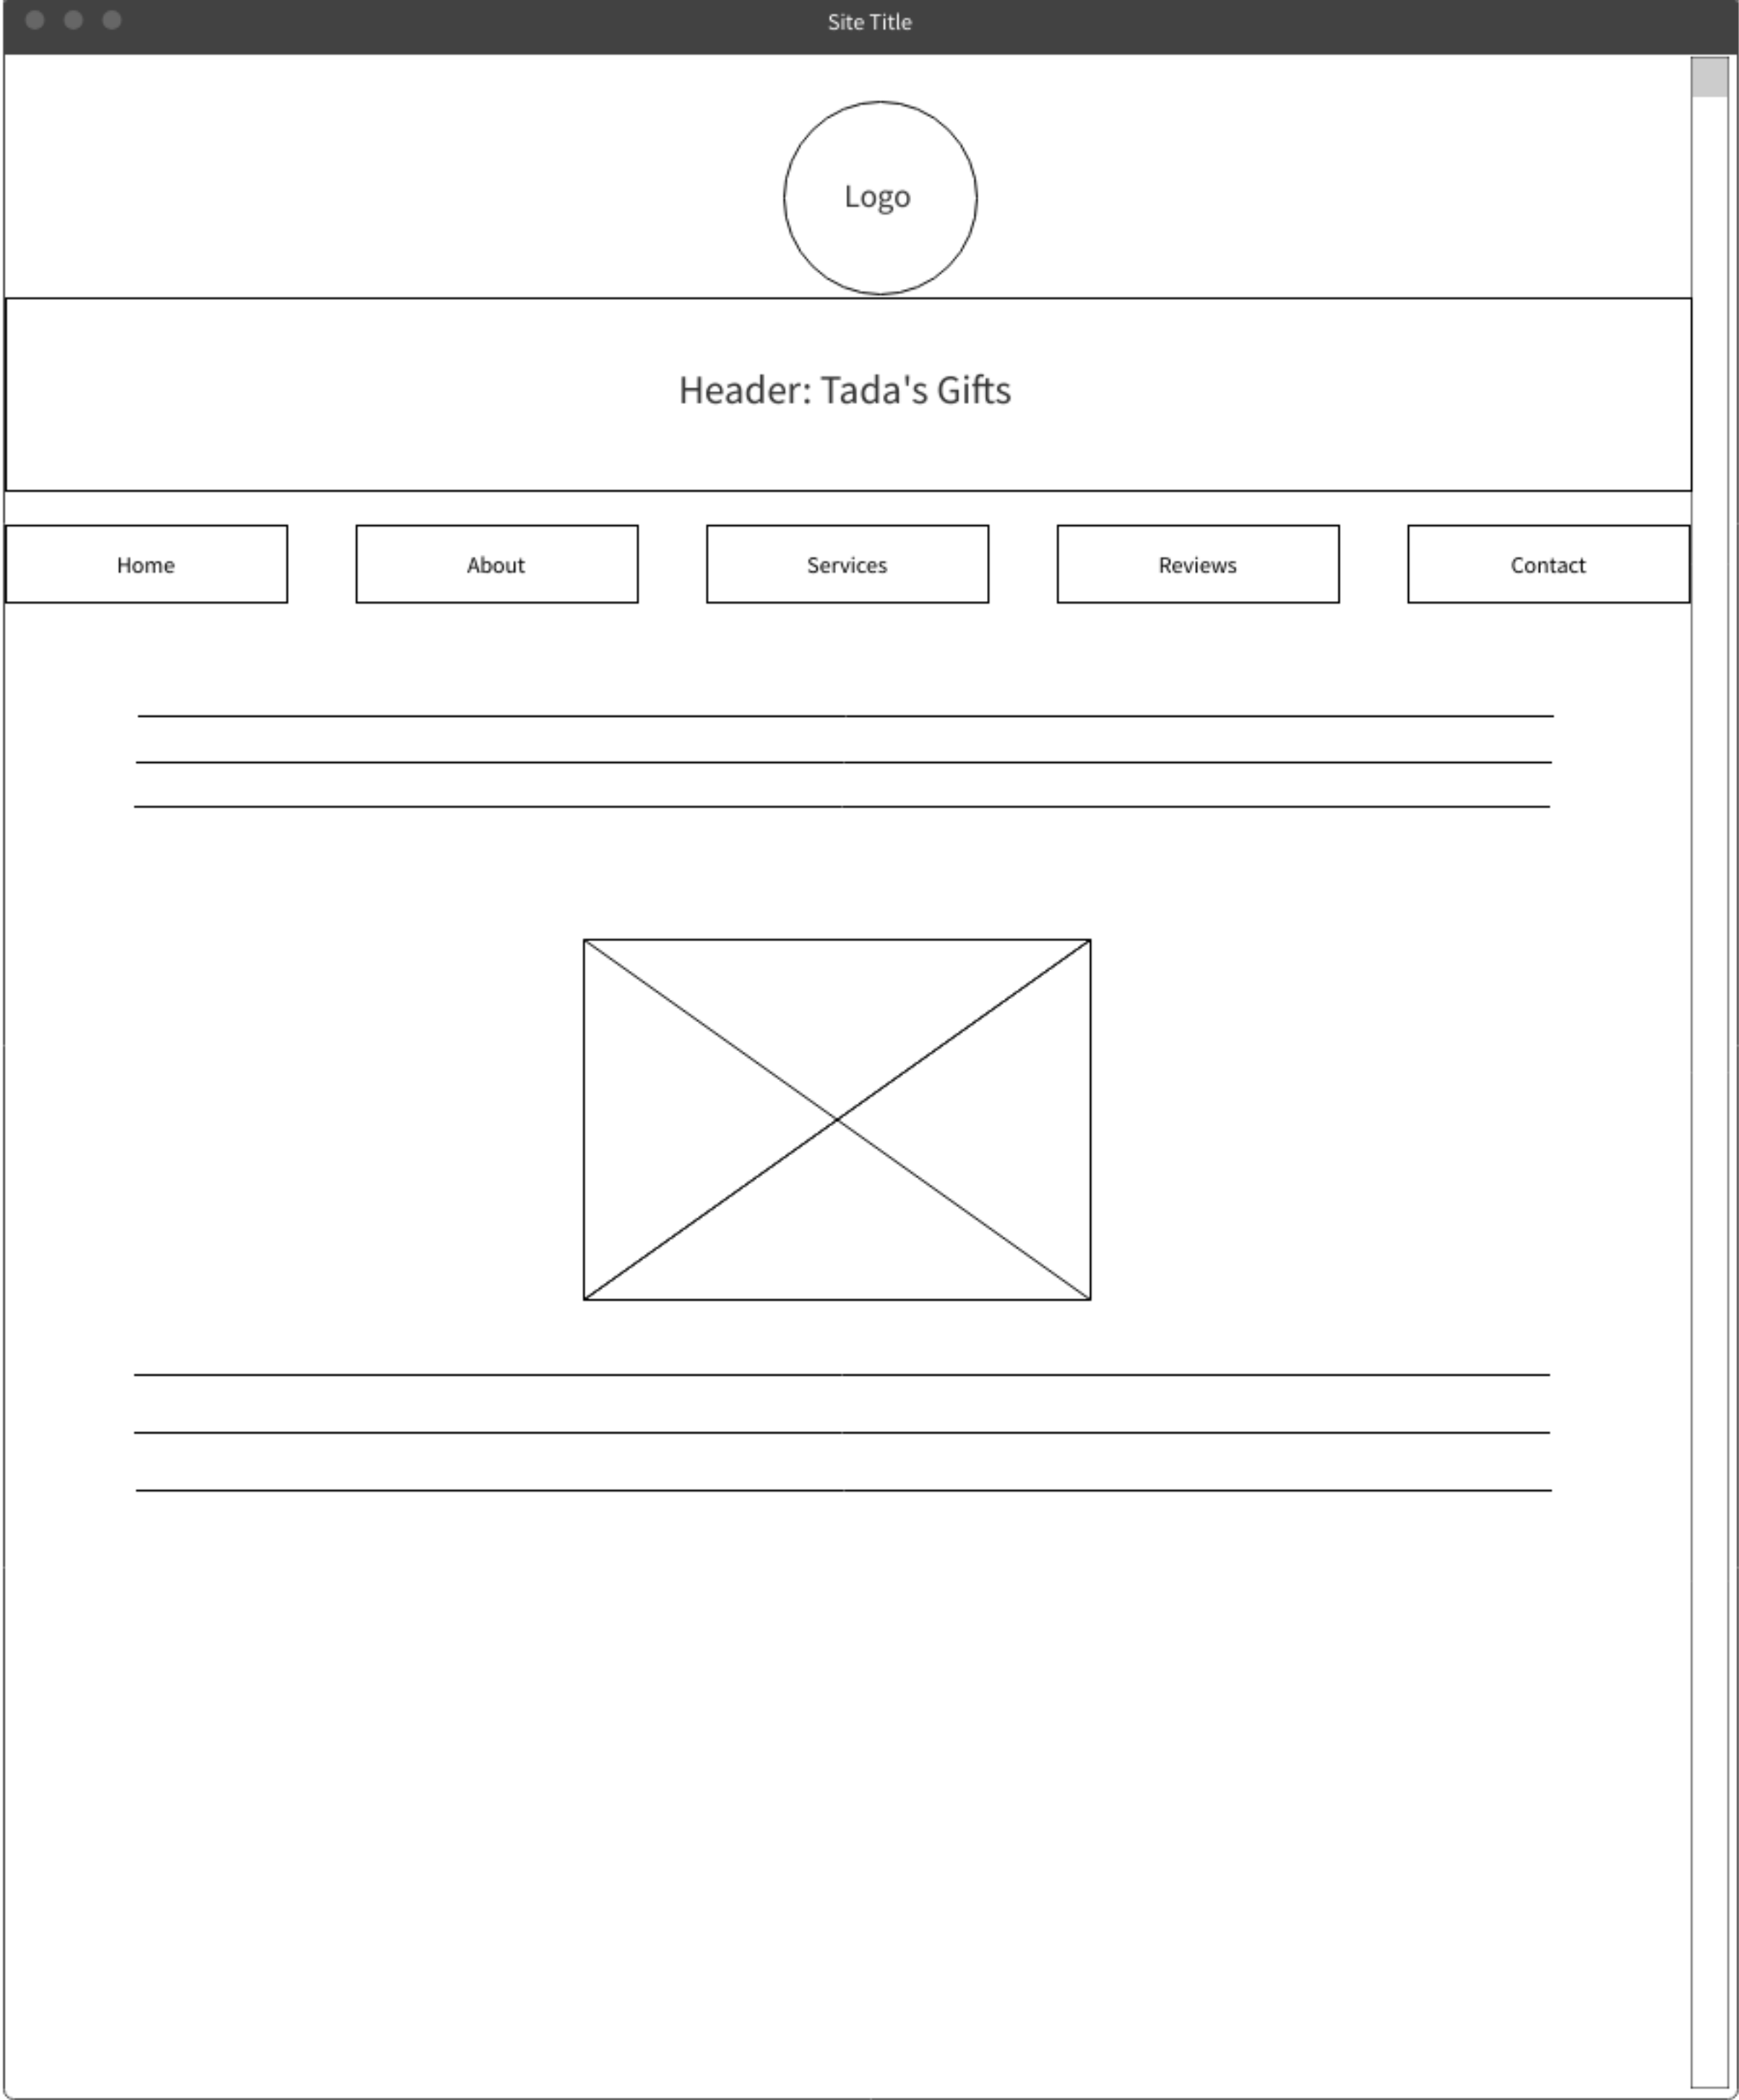 Site Title
Logo
Header: Tada's Gifts
Home
About
Services
Reviews
Contact